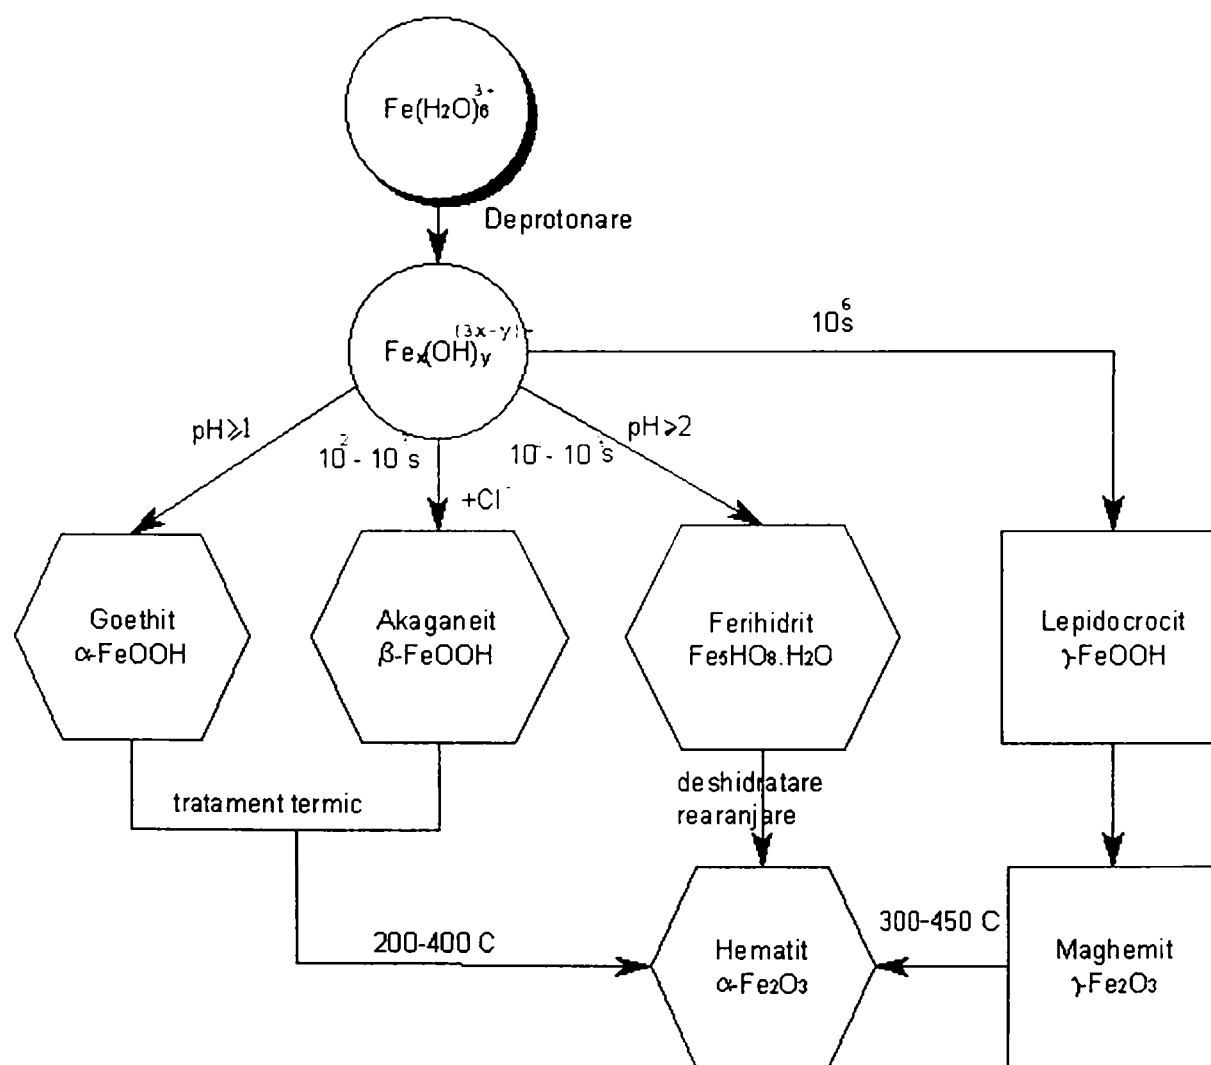 Fe(H2O)6 3+
Deprotonare
Fex(OH)y (3x-y)+
10 6 s
pH⩾1
10 2 - 10 s
+Cl -
10 - 10 s
pH>2
Goethit
α-FeOOH
Akaganeit
β-FeOOH
Ferihidrit
Fe5HO8.H2O
Lepidocrocit
γ-FeOOH
tratament termic
deshidratare
rearanjare
200-400 C
300-450 C
Hematit
α-Fe2O3
Maghemit
γ-Fe2O3